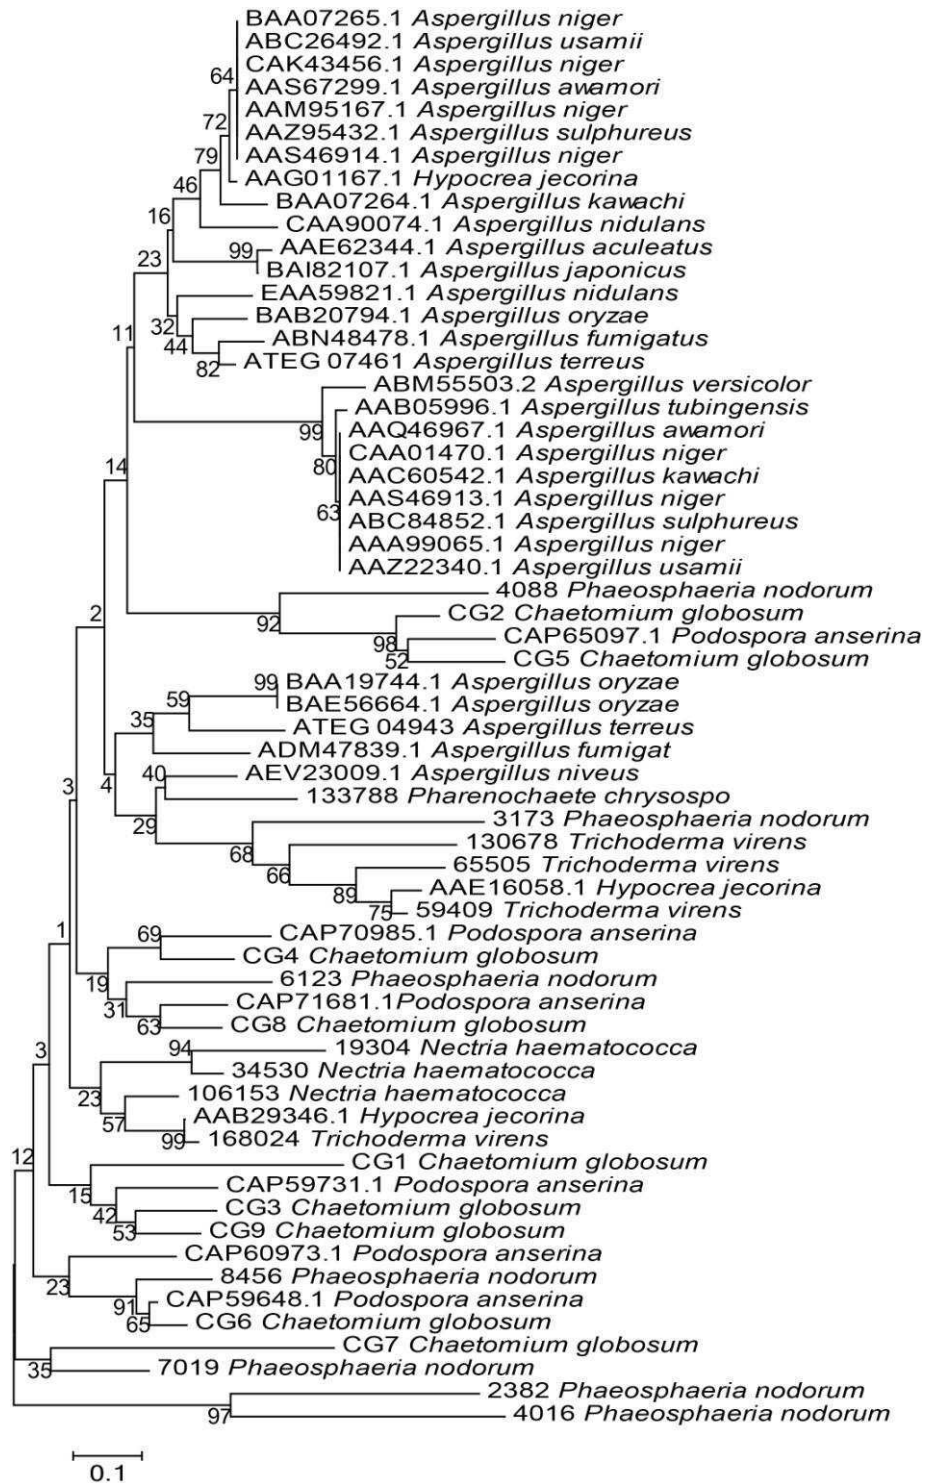 BAA07265.1 Aspergillus niger
ABC26492.1 Aspergillus usamii
CAK43456.1 Aspergillus niger
64
AAS67299.1 Aspergillus awamori
AAM95167.1 Aspergillus niger
72
AAZ95432.1 Aspergillus sulphureus
79
AAS46914.1 Aspergillus niger
AAG01167.1 Hypocrea jecorina
46
BAA07264.1 Aspergillus kawachi
16
CAA90074.1 Aspergillus nidulans
99
AAE62344.1 Aspergillus aculeatus
23
BAI82107.1 Aspergillus japonicus
EAA59821.1 Aspergillus nidulans
32
BAB20794.1 Aspergillus oryzae
11
44
ABN48478.1 Aspergillus fumigatus
82
ATEG 07461 Aspergillus terreus
ABM55503.2 Aspergillus versicolor
AAB05996.1 Aspergillus tubingensis
99
AAQ46967.1 Aspergillus awamori
CAA01470.1 Aspergillus niger
14
80
AAC60542.1 Aspergillus kawachi
AAS46913.1 Aspergillus niger
63
ABC84852.1 Aspergillus sulphureus
AAA99065.1 Aspergillus niger
AAZ22340.1 Aspergillus usamii
4088 Phaeosphaeria nodorum
2
92
CG2 Chaetomium globosum
98
CAP65097.1 Podospora anserina
52
CG5 Chaetomium globosum
99
BAA19744.1 Aspergillus oryzae
59
BAE56664.1 Aspergillus oryzae
35
ATEG 04943 Aspergillus terreus
ADM47839.1 Aspergillus fumigat
40
AEV23009.1 Aspergillus niveus
3
4
133788 Pharenochaete chrysospo
29
3173 Phaeosphaeria nodorum
68
130678 Trichoderma virens
66
65505 Trichoderma virens
89
AAE16058.1 Hypocrea jecorina
75
59409 Trichoderma virens
1
69
CAP70985.1 Podospora anserina
CG4 Chaetomium globosum
19
6123 Phaeosphaeria nodorum
31
CAP71681.1Podospora anserina
63
CG8 Chaetomium globosum
3
94
19304 Nectria haematococca
34530 Nectria haematococca
23
106153 Nectria haematococca
57
AAB29346.1 Hypocrea jecorina
99
168024 Trichoderma virens
12
CG1 Chaetomium globosum
15
CAP59731.1 Podospora anserina
42
CG3 Chaetomium globosum
53
CG9 Chaetomium globosum
CAP60973.1 Podospora anserina
23
8456 Phaeosphaeria nodorum
91
CAP59648.1 Podospora anserina
65
CG6 Chaetomium globosum
CG7 Chaetomium globosum
35
7019 Phaeosphaeria nodorum
2382 Phaeosphaeria nodorum
97
4016 Phaeosphaeria nodorum
0.1